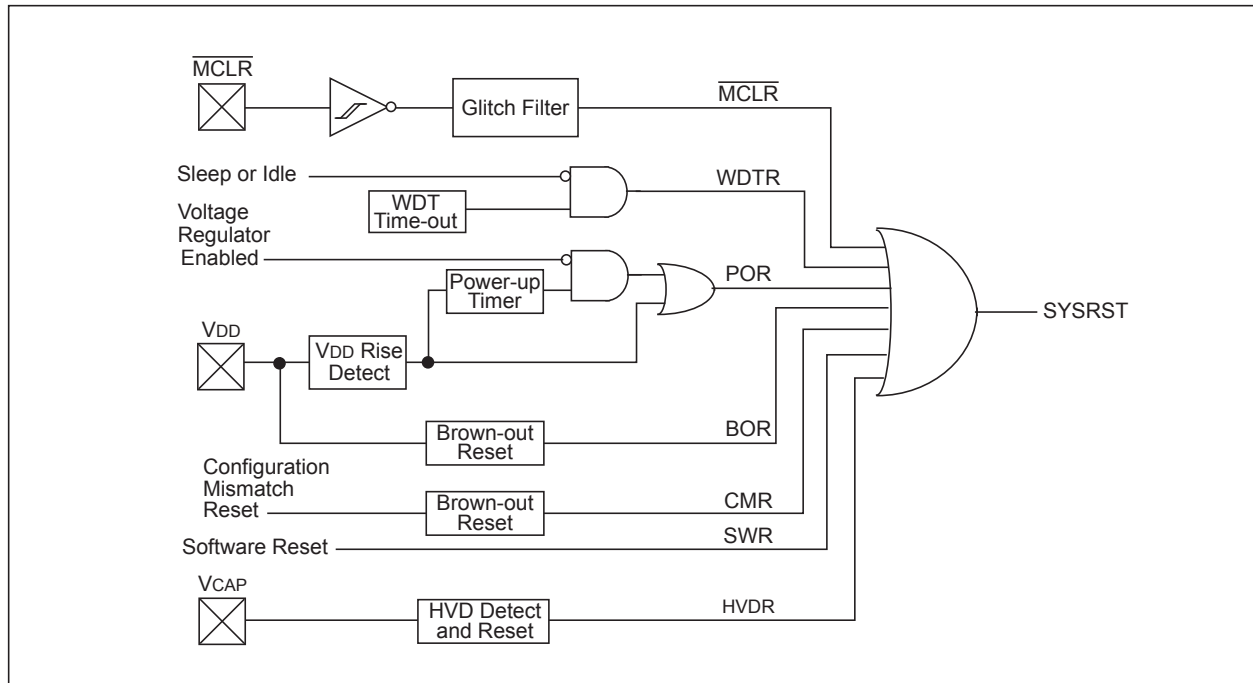 MCLR
Glitch Filter
MCLR
Sleep or Idle
WDT
Time-out
WDTR
Voltage
Regulator
Enabled
Power-up
Timer
POR
SYSRST
VDD
VDD Rise
Detect
Brown-out
Reset
BOR
Configuration
Mismatch
Reset
Brown-out
Reset
CMR
Software Reset
SWR
VCAP
HVD Detect
and Reset
HVDR